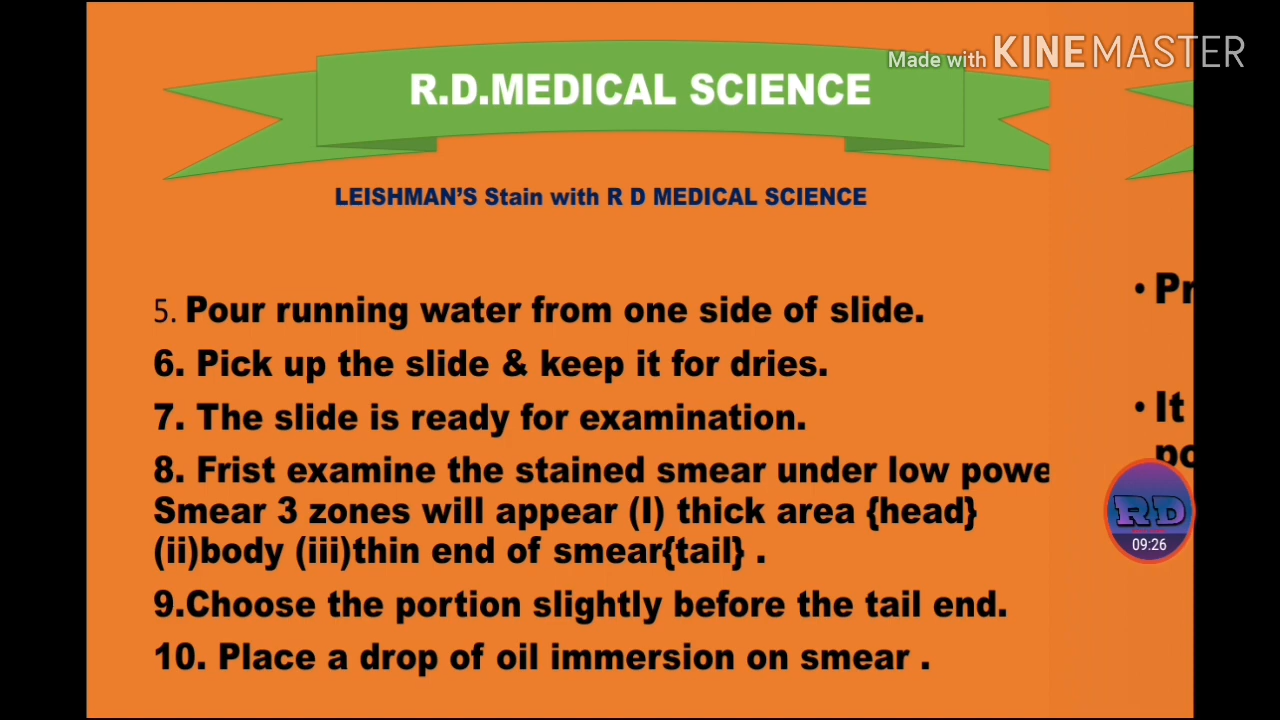 Made with KINEMASTER
R.D.MEDICAL SCIENCE
LEISHMAN'S Stain with R D MEDICAL SCIENCE
5. Pour running water from one side of slide.
6. Pick up the slide & keep it for dries.
7. The slide is ready for examination.
8. Frist examine the stained smear under low powe
Smear 3 zones will appear (I) thick area {head}
(ii)body (iii)thin end of smear{tail} .
9.Choose the portion slightly before the tail end.
10. Place a drop of oil immersion on smear .
• It
RD
09:26